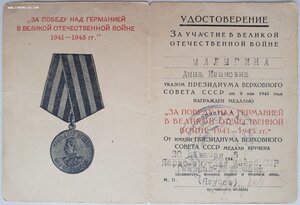 „ЗА ПОБЕДУ НАД ГЕРМАНИЕЙ
В ВЕЛИКОЙ ОТЕЧЕСТВЕННОЙ ВОЙНЕ
1941—1945 гг."
УДОСТОВЕРЕНИЕ
ЗА УЧАСТИЕ В ВЕЛИКОЙ
ОТЕЧЕСТВЕННОЙ ВОЙНЕ
МАЛЫГИНА
Анна Ивановна
УКАЗОМ ПРЕЗИДИУМА ВЕРХОВНОГО
СОВЕТА СССР от 9 мая 1945 года
НАГРАЖДЕН МЕДАЛЬЮ
„ЗА ПОБЕДУ НАД ГЕРМАНИЕЙ
В ВЕЛИКОЙ ОТЕЧЕСТВЕННОЙ
ВОЙНЕ 1941—1945 гг."
ОТ ИМЕНИ ПРЕЗИДИУМА ВЕРХОВНОГО
СОВЕТА СССР МЕДАЛЬ ВРУЧЕНА
20 декабря
М. П.